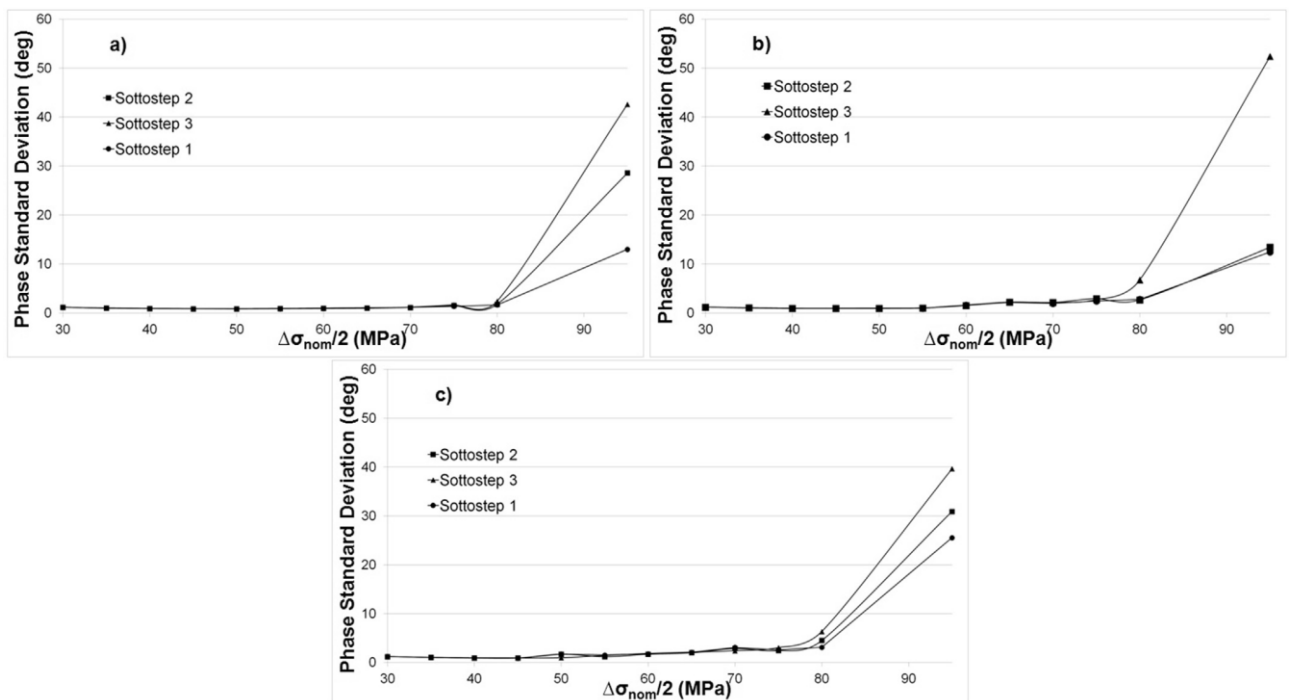 a)
Phase Standard Deviation (deg)
60
50
40
30
20
10
0
Sottostep 2
Sottostep 3
Sottostep 1
30 40 50 60 70 80 90
Δσnom/2 (MPa)
b)
Phase Standard Deviation (deg)
60
50
40
30
20
10
0
Sottostep 2
Sottostep 3
Sottostep 1
30 40 50 60 70 80 90
Δσnom/2 (MPa)
c)
Phase Standard Deviation (deg)
60
50
40
30
20
10
0
Sottostep 2
Sottostep 3
Sottostep 1
30 40 50 60 70 80 90
Δσnom/2 (MPa)